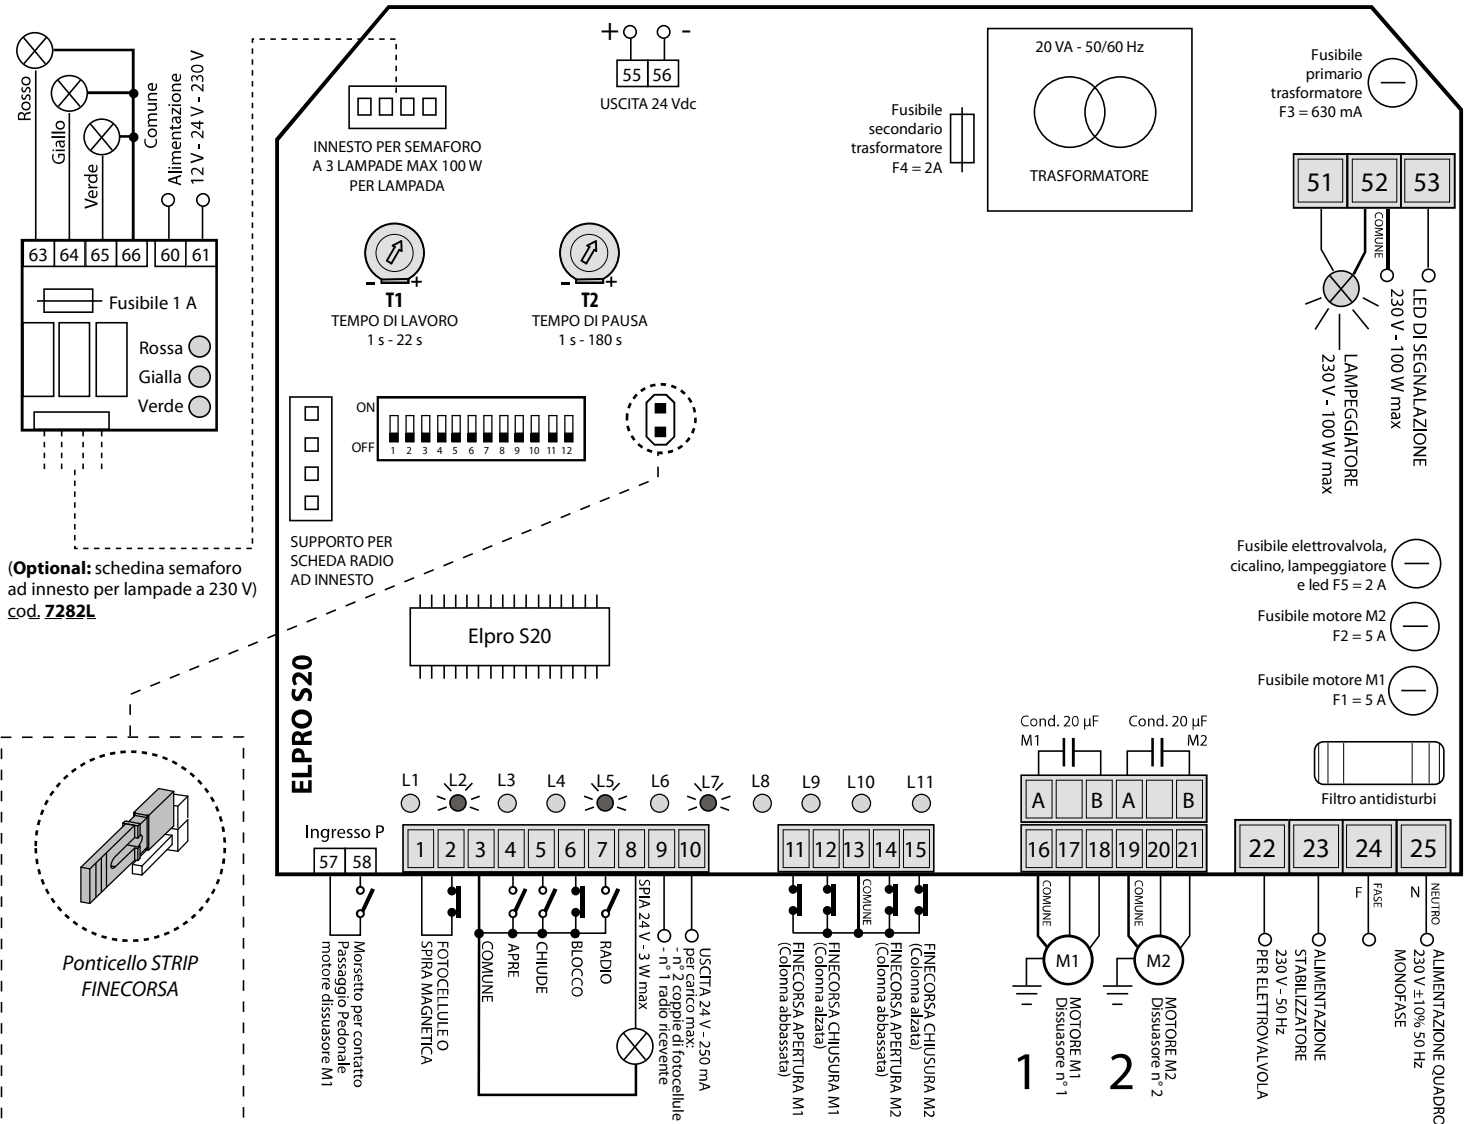 Rosso
Giallo
Verde
Comune
Alimentazione
12 V - 24 V - 230 V
63 64 65 66 60 61
Fusibile 1 A
Rossa
Gialla
Verde
(Optional: schedina semaforo
ad innesto per lampade a 230 V)
cod. 7282L
INNESTO PER SEMAFORO
A 3 LAMPADE MAX 100 W
PER LAMPADA
+ -
55 56
USCITA 24 Vdc
Fusibile
secondario
trasformatore
F4 = 2A
20 VA - 50/60 Hz
TRASFORMATORE
Fusibile
primario
trasformatore
F3 = 630 mA
51 52 53
COMUNE
LAMPEGGIATORE
230 V - 100 W max
LED DI SEGNALAZIONE
230 V - 100 W max
- +
T1
TEMPO DI LAVORO
1 s - 22 s
- +
T2
TEMPO DI PAUSA
1 s - 180 s
ON
OFF
1 2 3 4 5 6 7 8 9 10 11 12
SUPPORTO PER
SCHEDA RADIO
AD INNESTO
Elpro S20
ELPRO S20
Fusibile elettrovalvola,
cicalino, lampeggiatore
e led F5 = 2 A
Fusibile motore M2
F2 = 5 A
Fusibile motore M1
F1 = 5 A
Filtro antidisturbi
Cond. 20 µF
M1
Cond. 20 µF
M2
A B A B
L1 L2 L3 L4 L5 L6 L7 L8 L9 L10 L11
Ingresso P
57 58
1 2 3 4 5 6 7 8 9 10
11 12 13 14 15
16 17 18 19 20 21
22 23 24 25
Ponticello STRIP
FINECORSA
Morsetto per contatto
Passaggio Pedonale
motore dissuasore M1
FOTOCELLULE O
SPIRA MAGNETICA
COMUNE
APRE
CHIUDE
BLOCCO
RADIO
SPIA 24 V - 3 W max
USCITA 24 V - 250 mA
per carico max:
- n° 2 coppie di fotocellule
- n° 1 radio ricevente
FINECORSA APERTURA M1
(Colonna abbassata)
FINECORSA CHIUSURA M1
(Colonna alzata)
COMUNE
FINECORSA APERTURA M2
(Colonna abbassata)
FINECORSA CHIUSURA M2
(Colonna alzata)
COMUNE
M1
1
MOTORE M1
Dissuasore n° 1
COMUNE
M2
2
MOTORE M2
Dissuasore n° 2
PER ELETTROVALVOLA
230 V - 50 Hz
STABILIZZATORE
ALIMENTAZIONE
F
FASE
N
NEUTRO
ALIMENTAZIONE QUADRO
230 V ±10% 50 Hz
MONOFASE